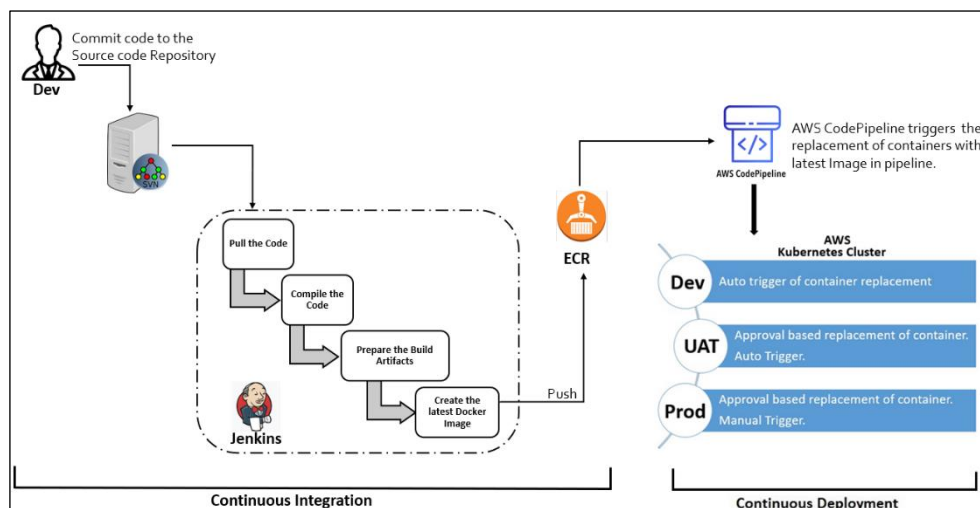 Commit code to the
Source code Repository
Dev
SVN
Pull the Code
Compile the
Code
Prepare the Build
Artifacts
Create the
latest Docker
Image
Jenkins
Push
ECR
AWS CodePipeline
AWS CodePipeline triggers the
replacement of containers with
latest Image in pipeline.
AWS
Kubernetes Cluster
Dev
Auto trigger of container replacement
UAT
Approval based replacement of container.
Auto Trigger.
Prod
Approval based replacement of container.
Manual Trigger.
Continuous Integration
Continuous Deployment